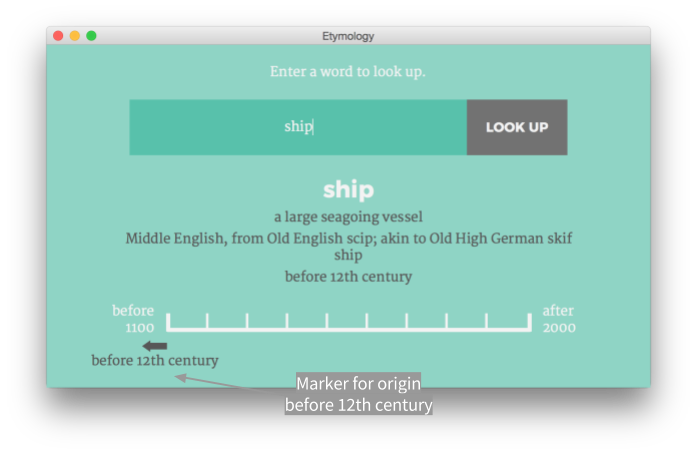 Etymology
Enter a word to look up.
ship
LOOK UP
ship
a large seagoing vessel
Middle English, from Old English scip; akin to Old High German skif
ship
before 12th century
before
1100
after
2000
before 12th century
Marker for origin
before 12th century